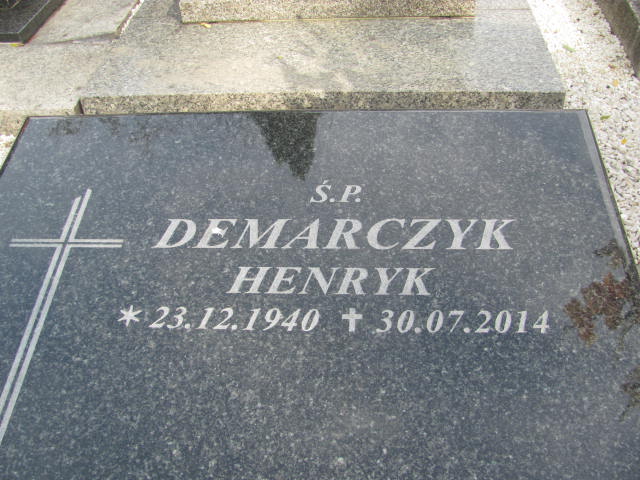 Ś.P.
DEMARCZYK
HENRYK
* 23.12.1940 ✝ 30.07.2014